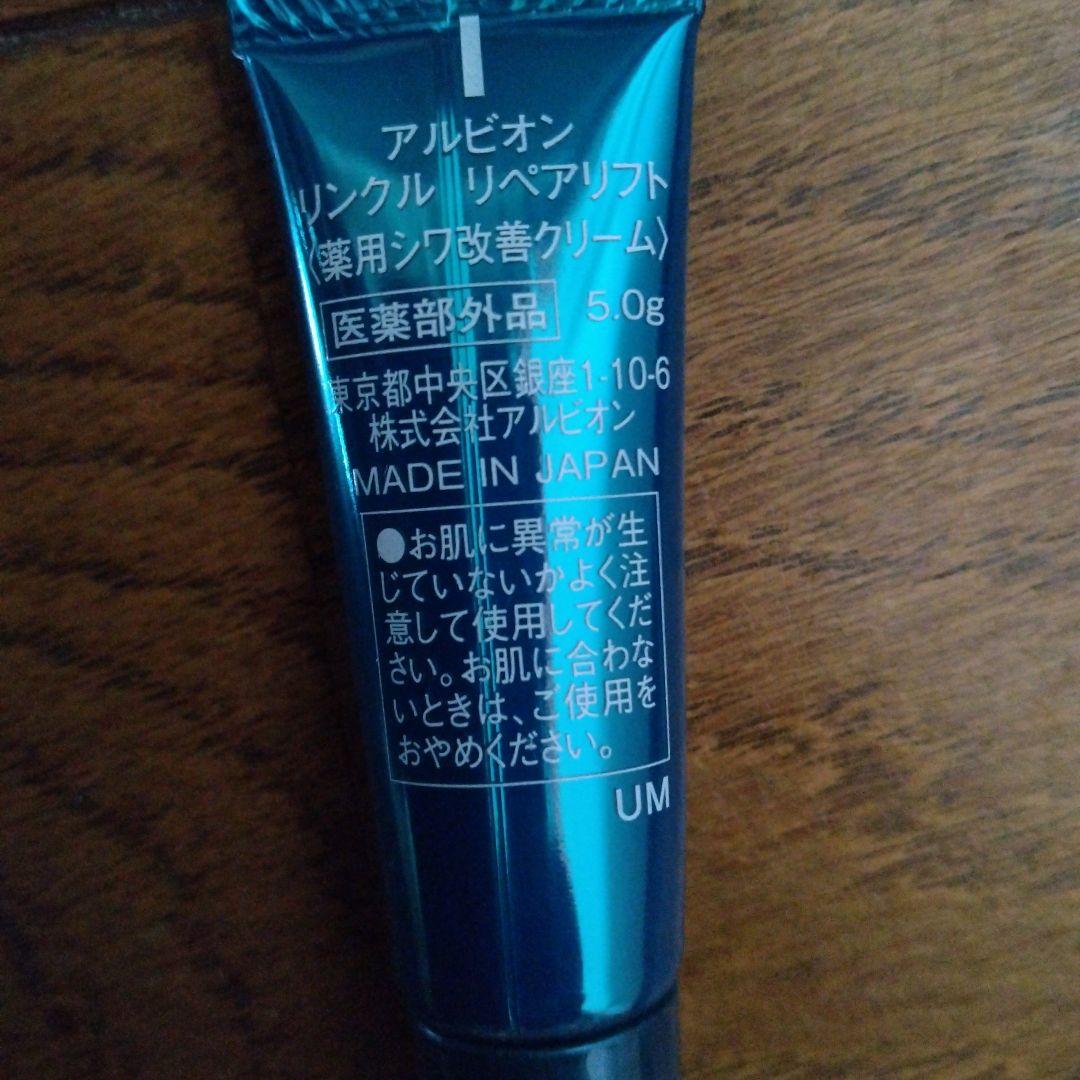 アルビオン
リンクル リペアリフト
〈薬用シワ改善クリーム〉
医薬部外品 5.0g
東京都中央区銀座1-10-6
株式会社アルビオン
MADE IN JAPAN
●お肌に異常が生
じていないかよく注
意して使用してくだ
さい。お肌に合わな
いときは、ご使用を
おやめください。
UM